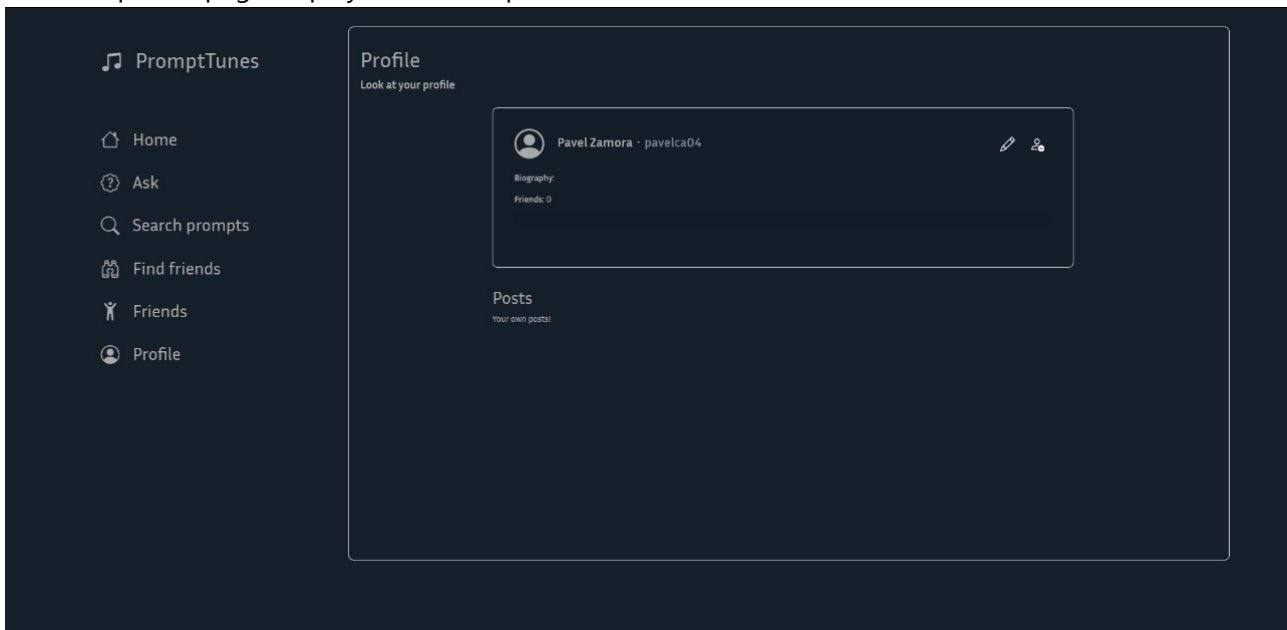 PromptTunes
Home
Ask
Search prompts
Find friends
Friends
Profile
Profile
Look at your profile
Pavel Zamora · pavelca04
Biography:
Friends: 0
Posts
Your own posts!